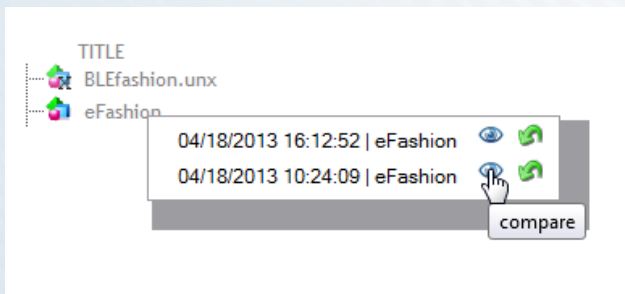 TITLE
BLEfashion.unx
eFashion
04/18/2013 16:12:52 | eFashion
04/18/2013 10:24:09 | eFashion
compare